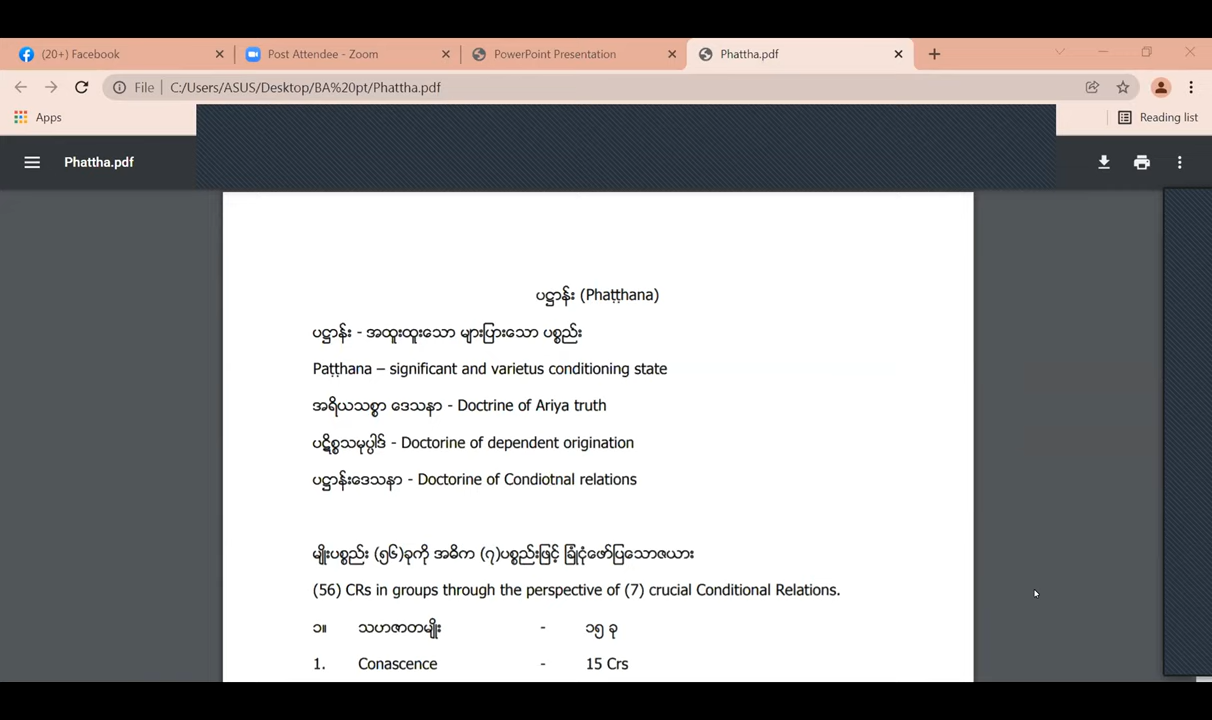 (20+) Facebook
Post Attendee - Zoom
PowerPoint Presentation
Phattha.pdf
File
C:/Users/ASUS/Desktop/BA%20pt/Phattha.pdf
Apps
Reading list
Phattha.pdf
ပဋ္ဌာန်း (Phaṭṭhana)
ပဋ္ဌာန်း - အထူးထူးသော များပြားသော ပစ္စည်း
Paṭṭhana – significant and varietus conditioning state
အရိယသစ္စာ ဒေသနာ - Doctrine of Ariya truth
ပဋိစ္စသမုပ္ပါဒ် - Doctorine of dependent origination
ပဋ္ဌာန်းဒေသနာ - Doctorine of Condiotnal relations
မျိုးပစ္စည်း (၅၆)ခုကို အဓိက (၇)ပစ္စည်းဖြင့် ခြုံငုံဖော်ပြသောဇယား
(56) CRs in groups through the perspective of (7) crucial Conditional Relations.
၁။ သဟဇာတမျိုး - ၁၅ ခု
1. Conascence - 15 Crs